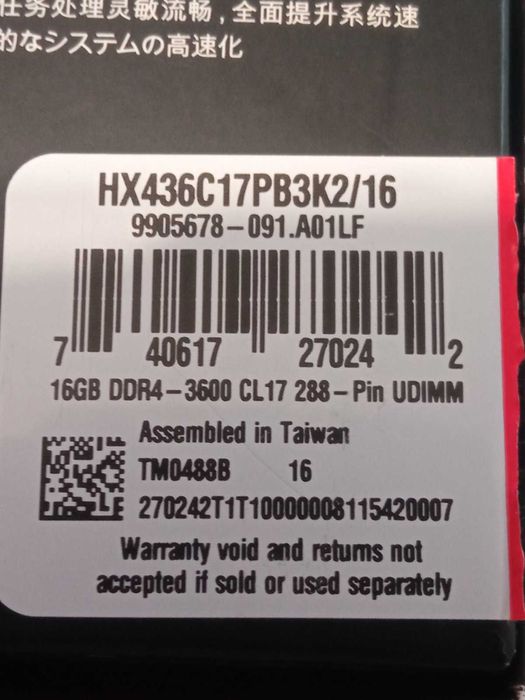 任务处理灵敏流畅,全面提升系统速
的なシステムの高速化
HX436C17PB3K2/16
9905678-091.A01LF
7 40617 27024 2
16GB DDR4-3600 CL17 288-Pin UDIMM
Assembled in Taiwan
TM0488B 16
270242T1T10000008115420007
Warranty void and returns not
accepted if sold or used separately